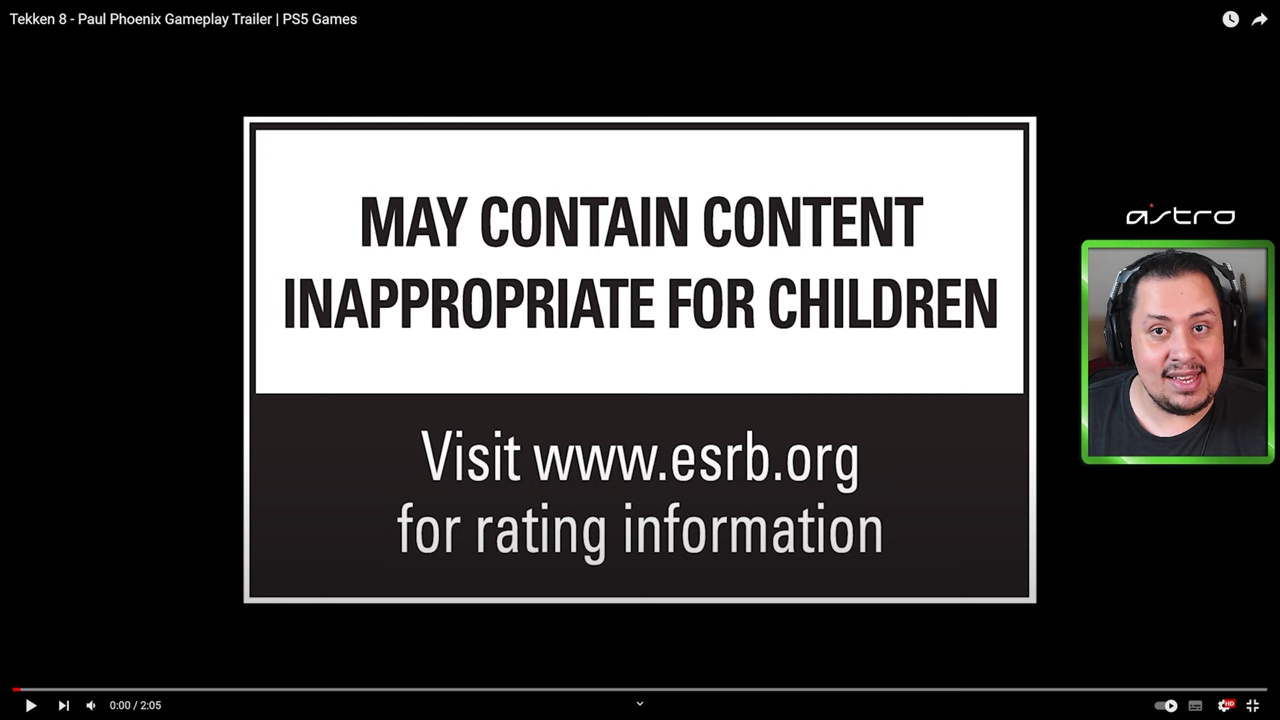 Tekken 8 - Paul Phoenix Gameplay Trailer | PS5 Games
MAY CONTAIN CONTENT
INAPPROPRIATE FOR CHILDREN
Visit www.esrb.org
for rating information
astro
0:00 / 2:05
HD